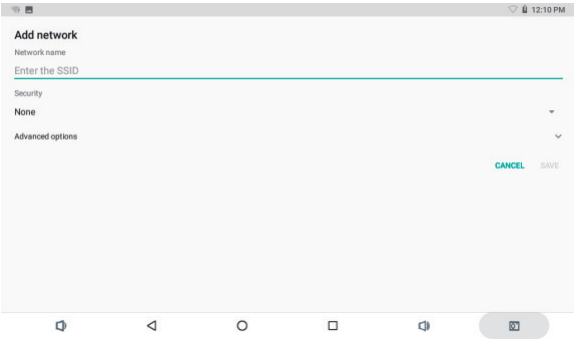 12:10 PM
Add network
Network name
Enter the SSID
Security
None
Advanced options
CANCEL SAVE